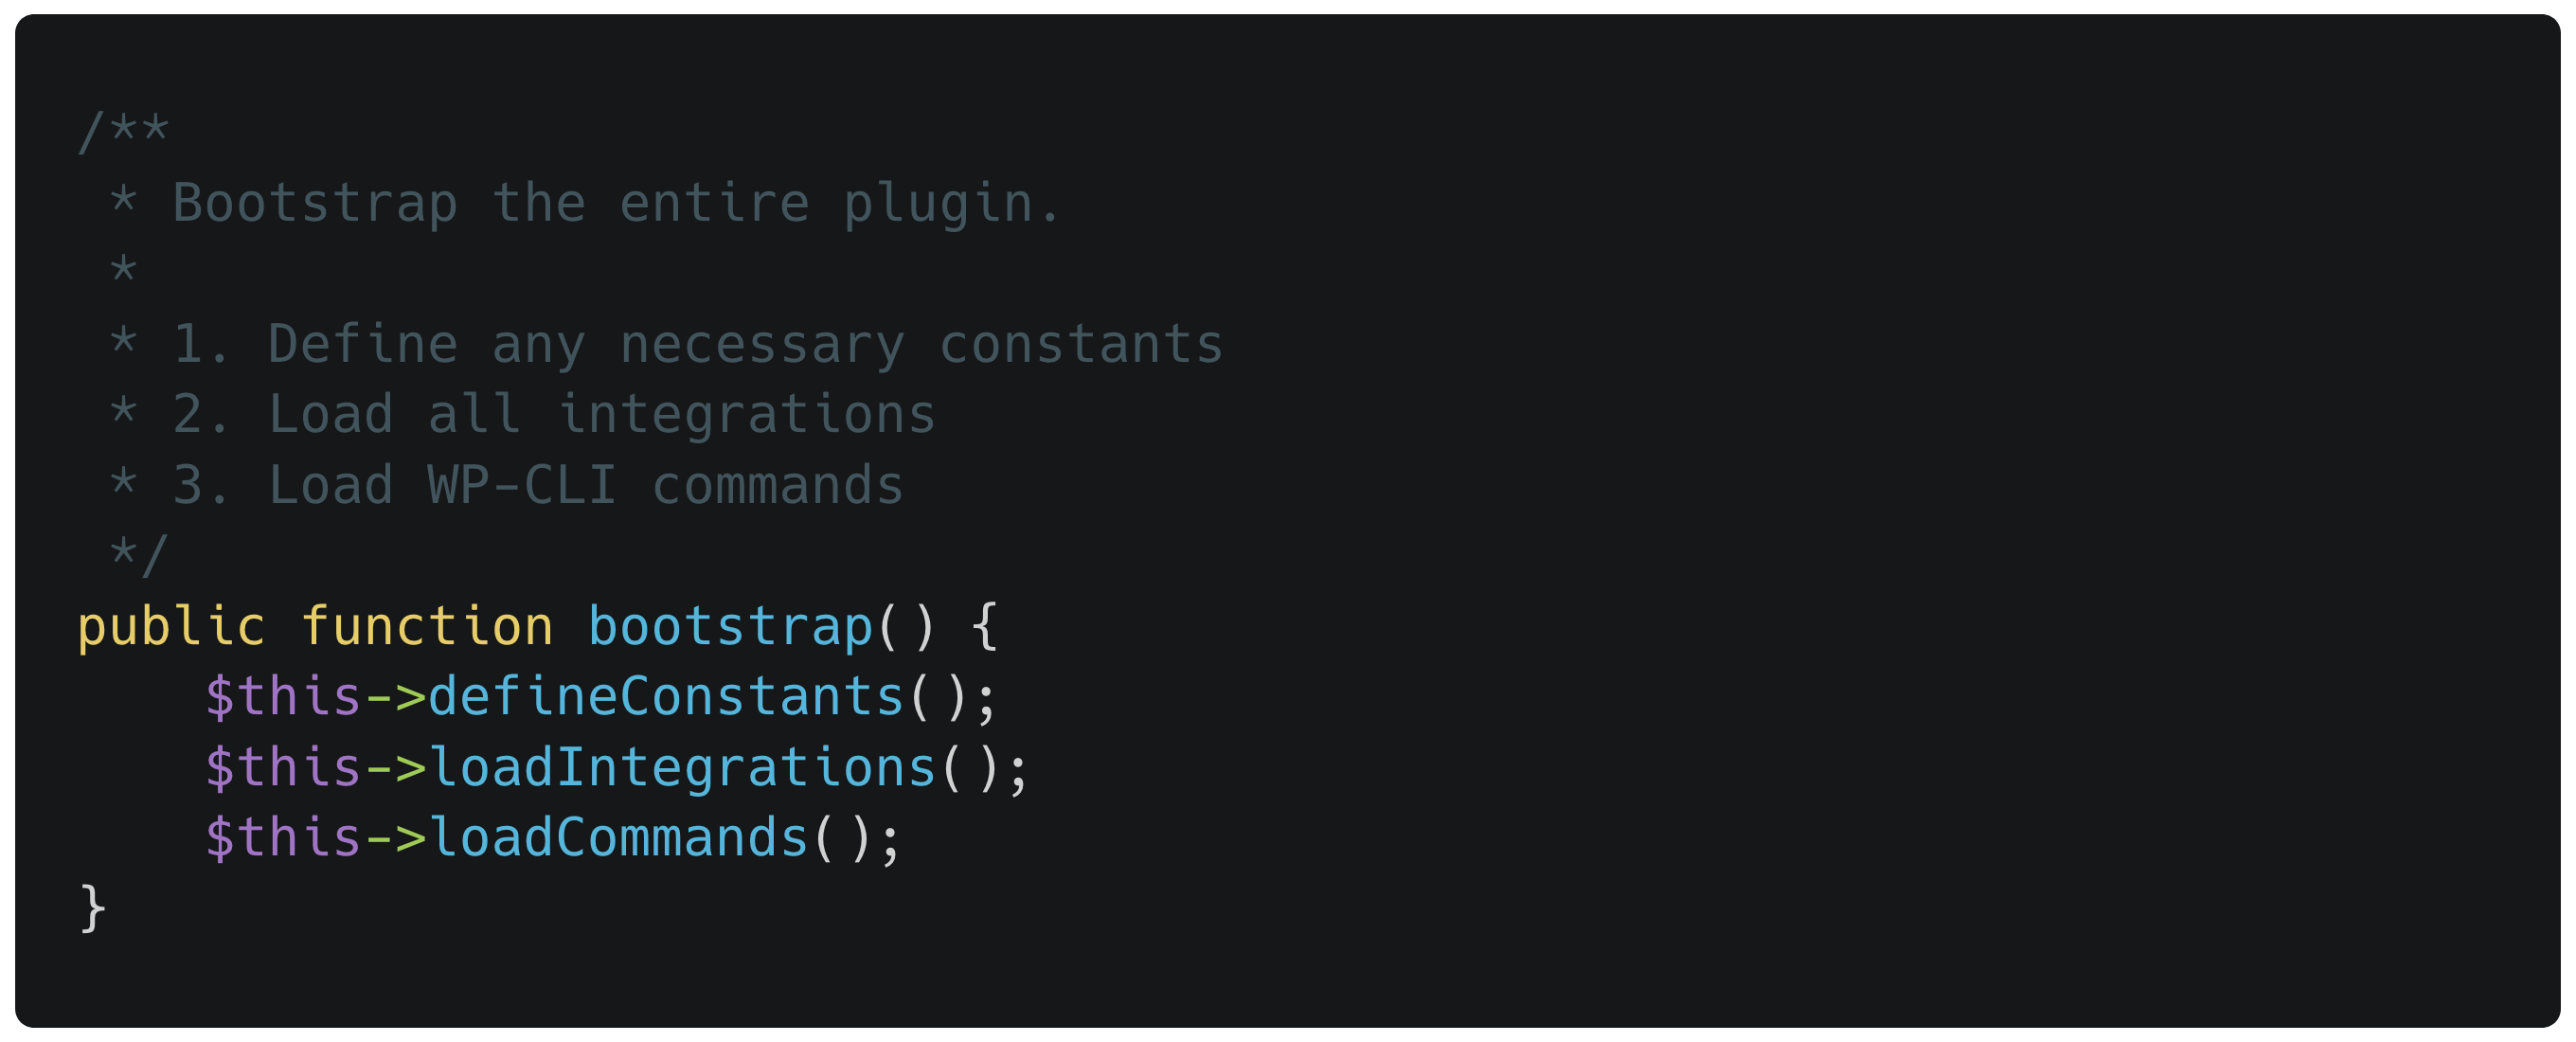 /**
 * Bootstrap the entire plugin.
 *
 * 1. Define any necessary constants
 * 2. Load all integrations
 * 3. Load WP-CLI commands
 */
public function bootstrap() {
    $this->defineConstants();
    $this->loadIntegrations();
    $this->loadCommands();
}